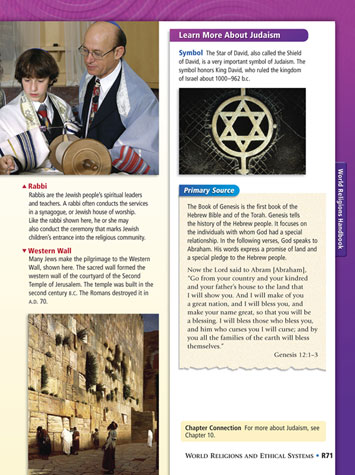 ▲ Rabbi
Rabbis are the Jewish people's spiritual leaders
and teachers. A rabbi often conducts the services
in a synagogue, or Jewish house of worship.
Like the rabbi shown here, he or she may
also conduct the ceremony that marks Jewish
children's entrance into the religious community.
▼ Western Wall
Many Jews make the pilgrimage to the Western
Wall, shown here. The sacred wall formed the
western wall of the courtyard of the Second
Temple of Jerusalem. The temple was built in the
second century B.C. The Romans destroyed it in
A.D. 70.
Learn More About Judaism
Symbol The Star of David, also called the Shield
of David, is a very important symbol of Judaism. The
symbol honors King David, who ruled the kingdom
of Israel about 1000–962 B.C.
Primary Source
The Book of Genesis is the first book of the
Hebrew Bible and of the Torah. Genesis tells
the history of the Hebrew people. It focuses on
the individuals with whom God had a special
relationship. In the following verses, God speaks to
Abraham. His words express a promise of land and
a special pledge to the Hebrew people.
Now the Lord said to Abram [Abraham],
"Go from your country and your kindred
and your father's house to the land that
I will show you. And I will make of you
a great nation, and I will bless you, and
make your name great, so that you will be
a blessing. I will bless those who bless you,
and him who curses you I will curse; and by
you all the families of the earth will bless
themselves."
Genesis 12:1–3
Chapter Connection For more about Judaism, see
Chapter 10.
World Religions Handbook
WORLD RELIGIONS AND ETHICAL SYSTEMS • R71